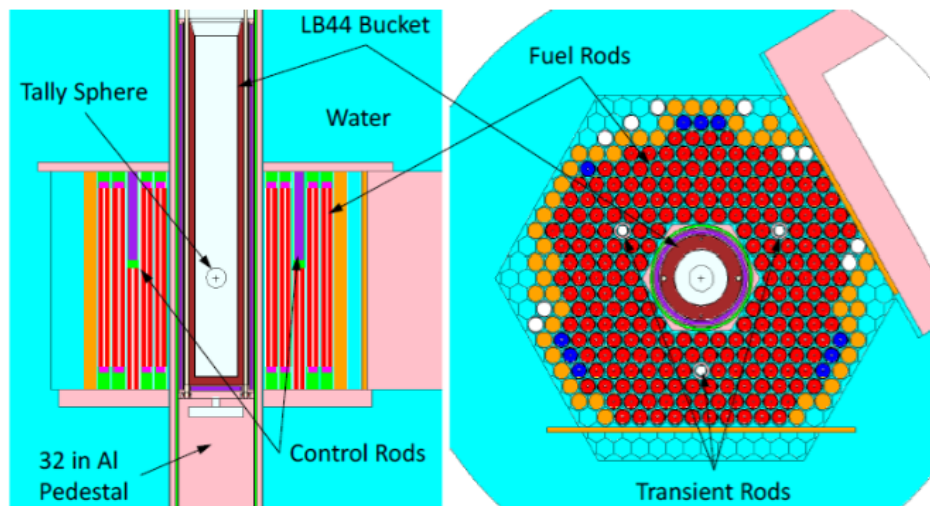 LB44 Bucket
Fuel Rods
Tally Sphere
Water
Control Rods
32 in Al
Pedestal
Transient Rods